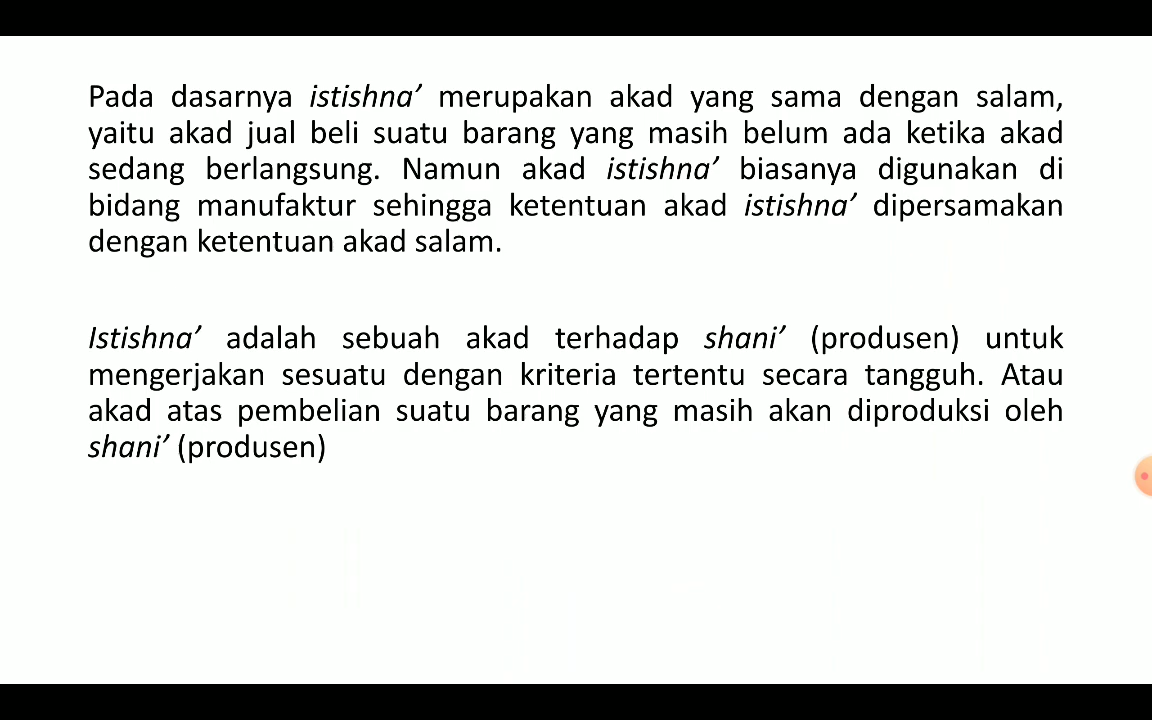 Pada dasarnya istishna’ merupakan akad yang sama dengan salam,
yaitu akad jual beli suatu barang yang masih belum ada ketika akad
sedang berlangsung. Namun akad istishna’ biasanya digunakan di
bidang manufaktur sehingga ketentuan akad istishna’ dipersamakan
dengan ketentuan akad salam.
Istishna’ adalah sebuah akad terhadap shani’ (produsen) untuk
mengerjakan sesuatu dengan kriteria tertentu secara tangguh. Atau
akad atas pembelian suatu barang yang masih akan diproduksi oleh
shani’ (produsen)